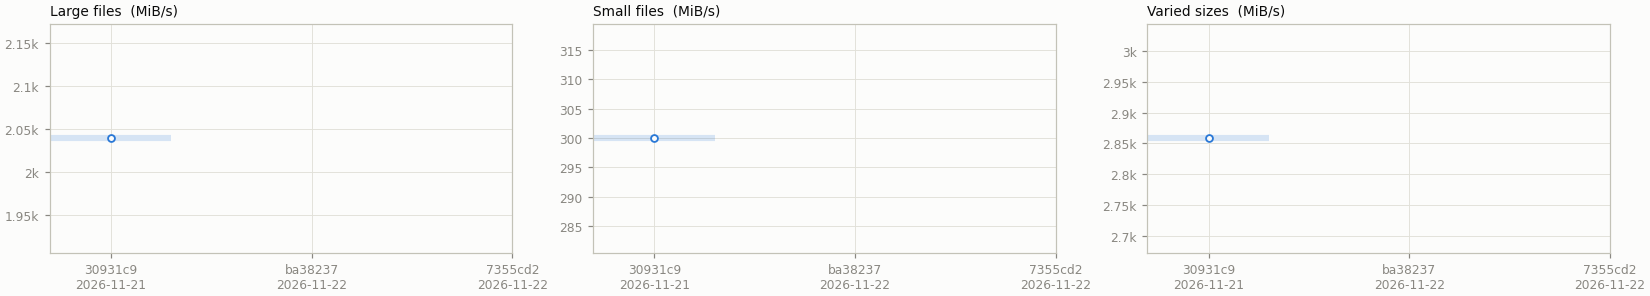 Large files  (MiB/s)
2.15k
2.1k
2.05k
2k
1.95k
30931c9
2026-11-21
ba38237
2026-11-22
7355cd2
2026-11-22
Small files  (MiB/s)
315
310
305
300
295
290
285
30931c9
2026-11-21
ba38237
2026-11-22
7355cd2
2026-11-22
Varied sizes  (MiB/s)
3k
2.95k
2.9k
2.85k
2.8k
2.75k
2.7k
30931c9
2026-11-21
ba38237
2026-11-22
7355cd2
2026-11-22